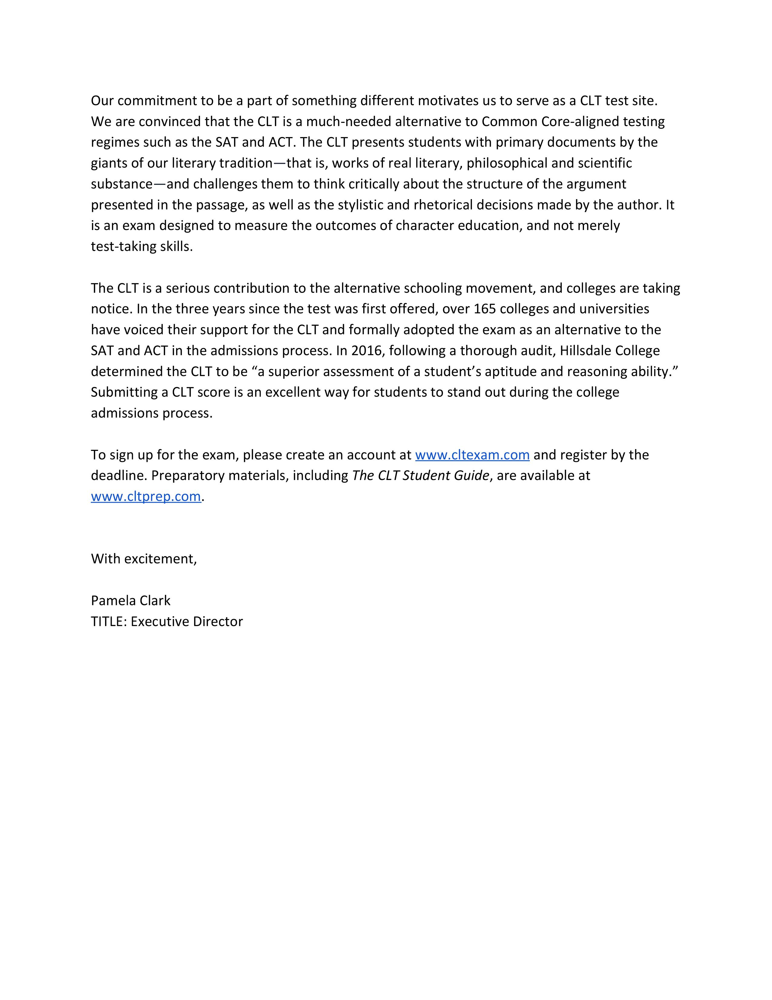 Our commitment to be a part of something different motivates us to serve as a CLT test site.
We are convinced that the CLT is a much-needed alternative to Common Core-aligned testing
regimes such as the SAT and ACT. The CLT presents students with primary documents by the
giants of our literary tradition—that is, works of real literary, philosophical and scientific
substance—and challenges them to think critically about the structure of the argument
presented in the passage, as well as the stylistic and rhetorical decisions made by the author. It
is an exam designed to measure the outcomes of character education, and not merely
test-taking skills.
The CLT is a serious contribution to the alternative schooling movement, and colleges are taking
notice. In the three years since the test was first offered, over 165 colleges and universities
have voiced their support for the CLT and formally adopted the exam as an alternative to the
SAT and ACT in the admissions process. In 2016, following a thorough audit, Hillsdale College
determined the CLT to be “a superior assessment of a student’s aptitude and reasoning ability.”
Submitting a CLT score is an excellent way for students to stand out during the college
admissions process.
To sign up for the exam, please create an account at www.cltexam.com and register by the
deadline. Preparatory materials, including The CLT Student Guide, are available at
www.cltprep.com.
With excitement,
Pamela Clark
TITLE: Executive Director